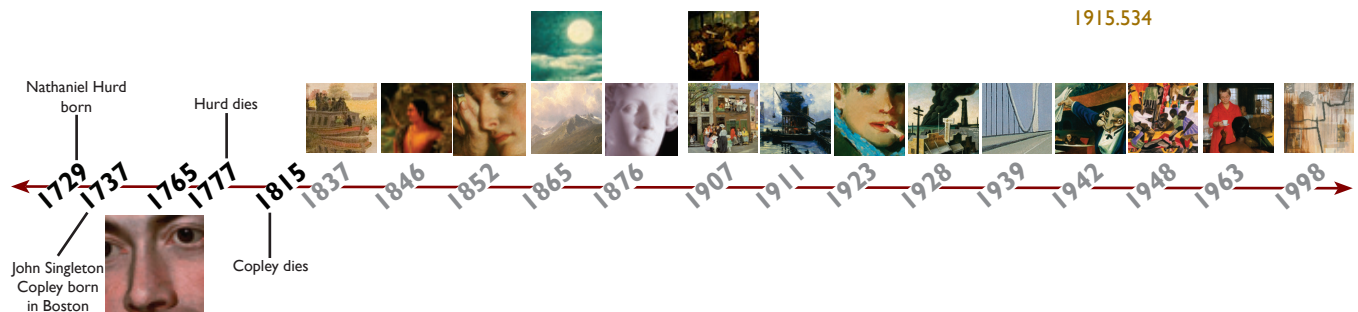 1915.534
Nathaniel Hurd
born
Hurd dies
1729
1737
1765
1777
1815
1837
1846
1852
1865
1876
1907
1911
1923
1928
1939
1942
1948
1963
1998
John Singleton
Copley born
in Boston
Copley dies